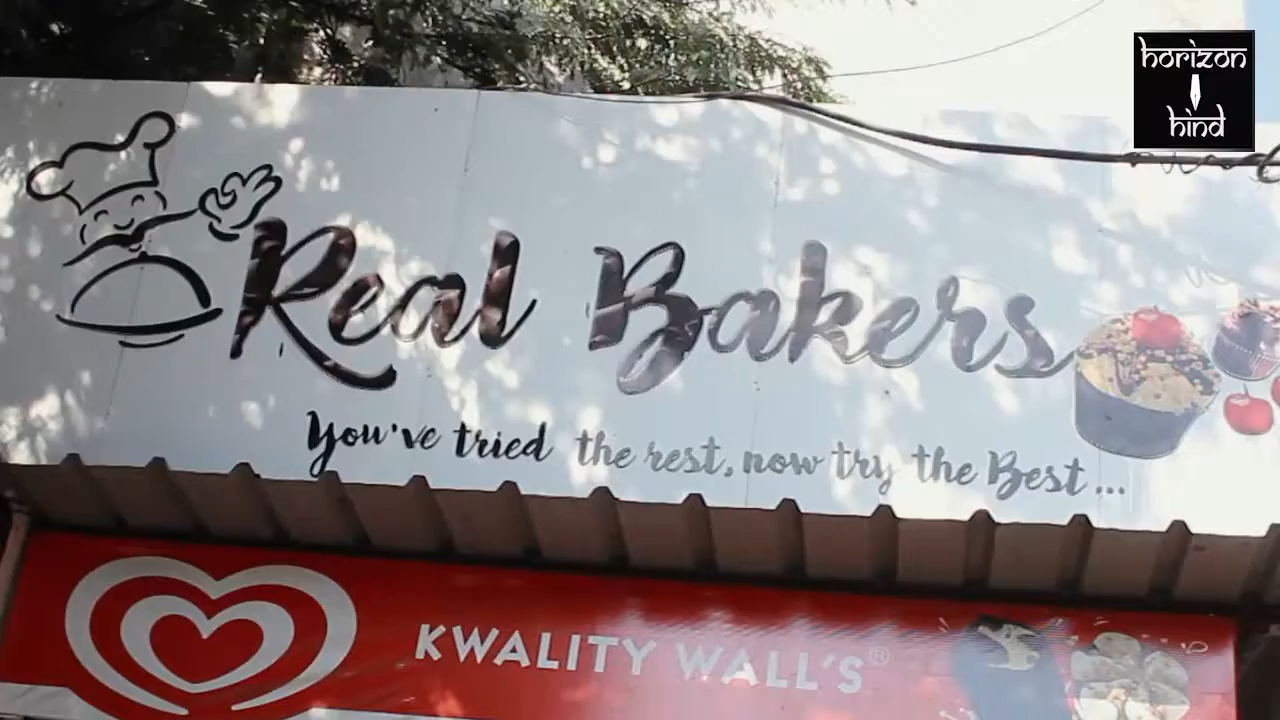 horizon
hind
Real Bakers
You've tried the rest, now try the Best...
KWALITY WALL'S®